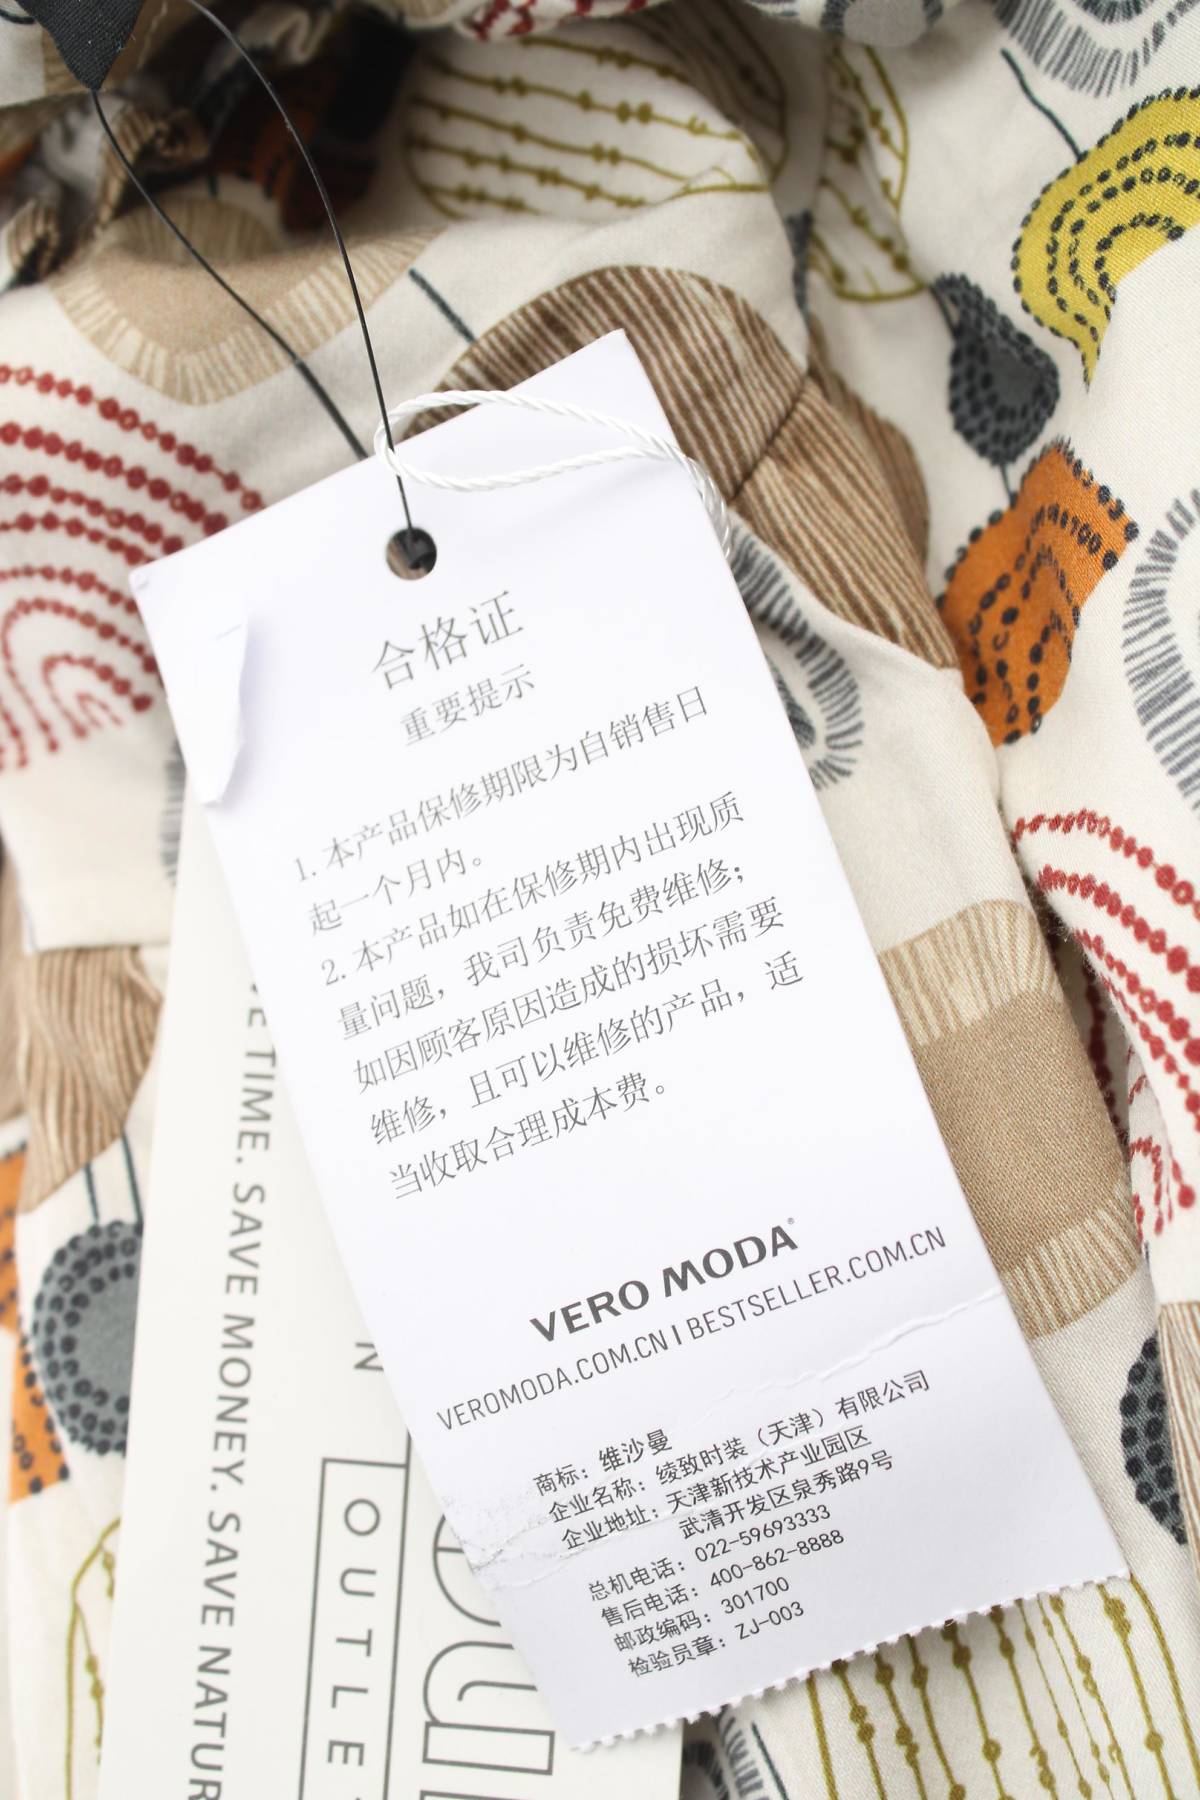 合格证
重要提示
1. 本产品保修期限为自销售日
起一个月内。
2. 本产品如在保修期内出现质
量问题，我司负责免费维修；
如因顾客原因造成的损坏需要
维修，且可以维修的产品，适
当收取合理成本费。
VERO MODA®
VEROMODA.COM.CN I BESTSELLER.COM.CN
商标：维沙曼
企业名称：绫致时装（天津）有限公司
企业地址：天津新技术产业园区
武清开发区泉秀路9号
总机电话：022-59693333
售后电话：400-862-8888
邮政编码：301700
检验员章：ZJ-003
TIME. SAVE MONEY. SAVE NATUR
N
OUTLE